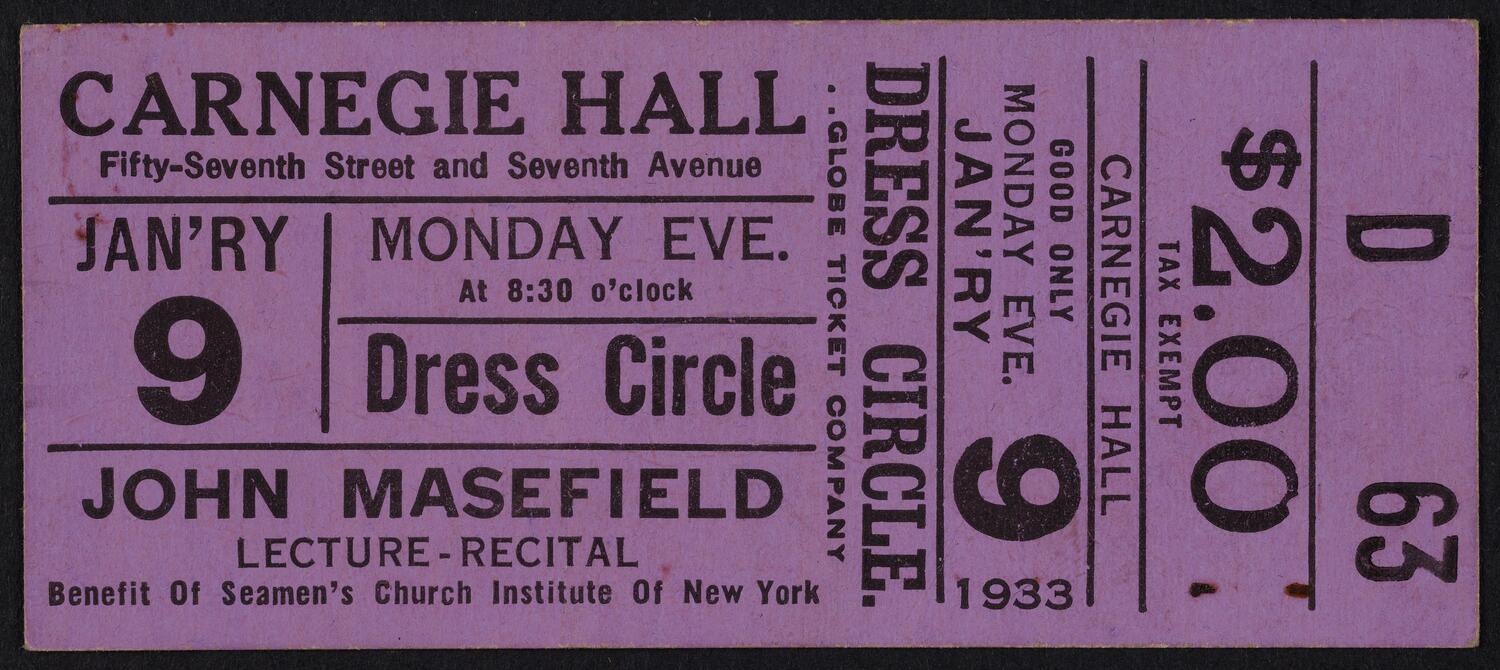 CARNEGIE HALL
Fifty-Seventh Street and Seventh Avenue
JAN'RY
9
MONDAY EVE.
At 8:30 o'clock
Dress Circle
JOHN MASEFIELD
LECTURE-RECITAL
Benefit Of Seamen's Church Institute Of New York
..GLOBE TICKET COMPANY
DRESS CIRCLE.
GOOD ONLY
MONDAY EVE.
JAN'RY 9
1933
CARNEGIE HALL
TAX EXEMPT
$2.00
D 63